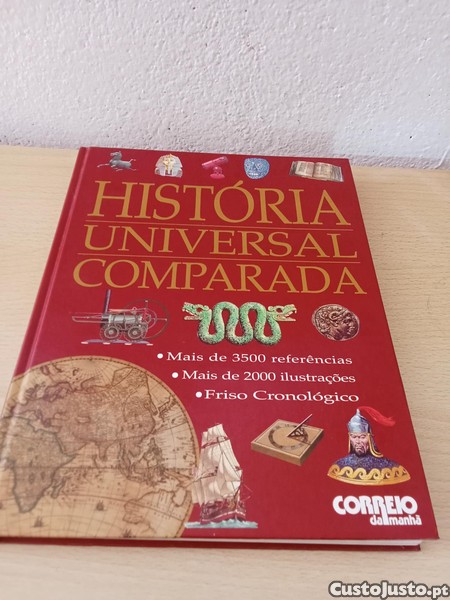 HISTÓRIA
UNIVERSAL
COMPARADA
• Mais de 3500 referências
• Mais de 2000 ilustrações
• Friso Cronológico
CORREIO
da manhã
CustoJusto.pt